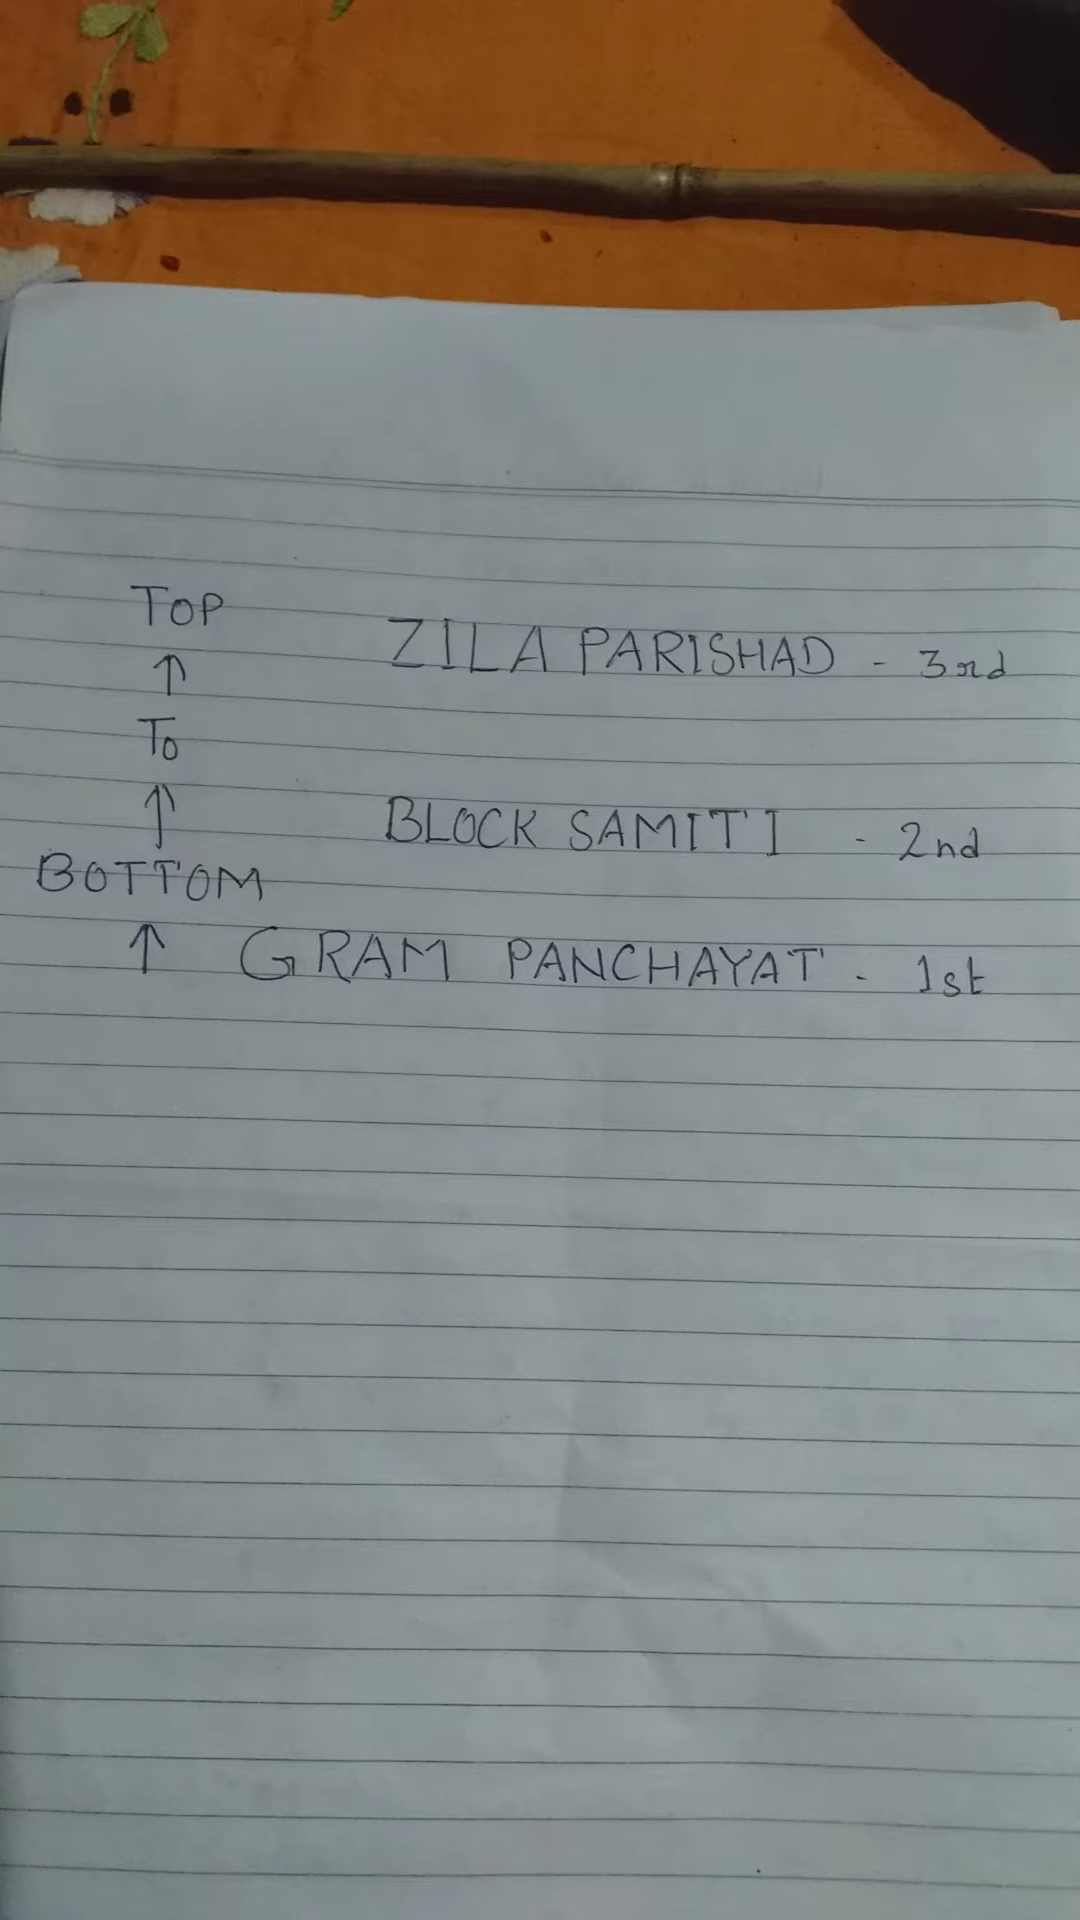 TOP
ZILA PARISHAD - 3rd
↑
To
↑
BLOCK SAMITI - 2nd
BOTTOM
↑ GRAM PANCHAYAT - 1st